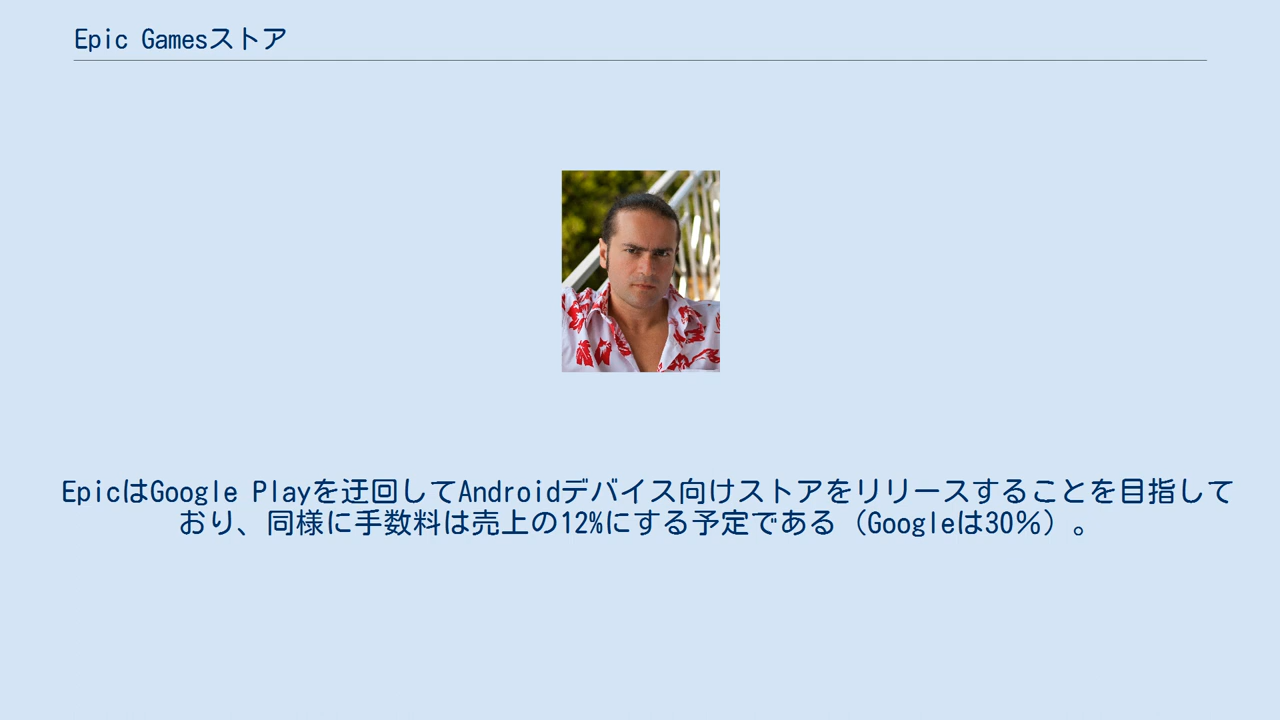 Epic Gamesストア
EpicはGoogle Playを迂回してAndroidデバイス向けストアをリリースすることを目指して
おり、同様に手数料は売上の12%にする予定である（Googleは30％）。